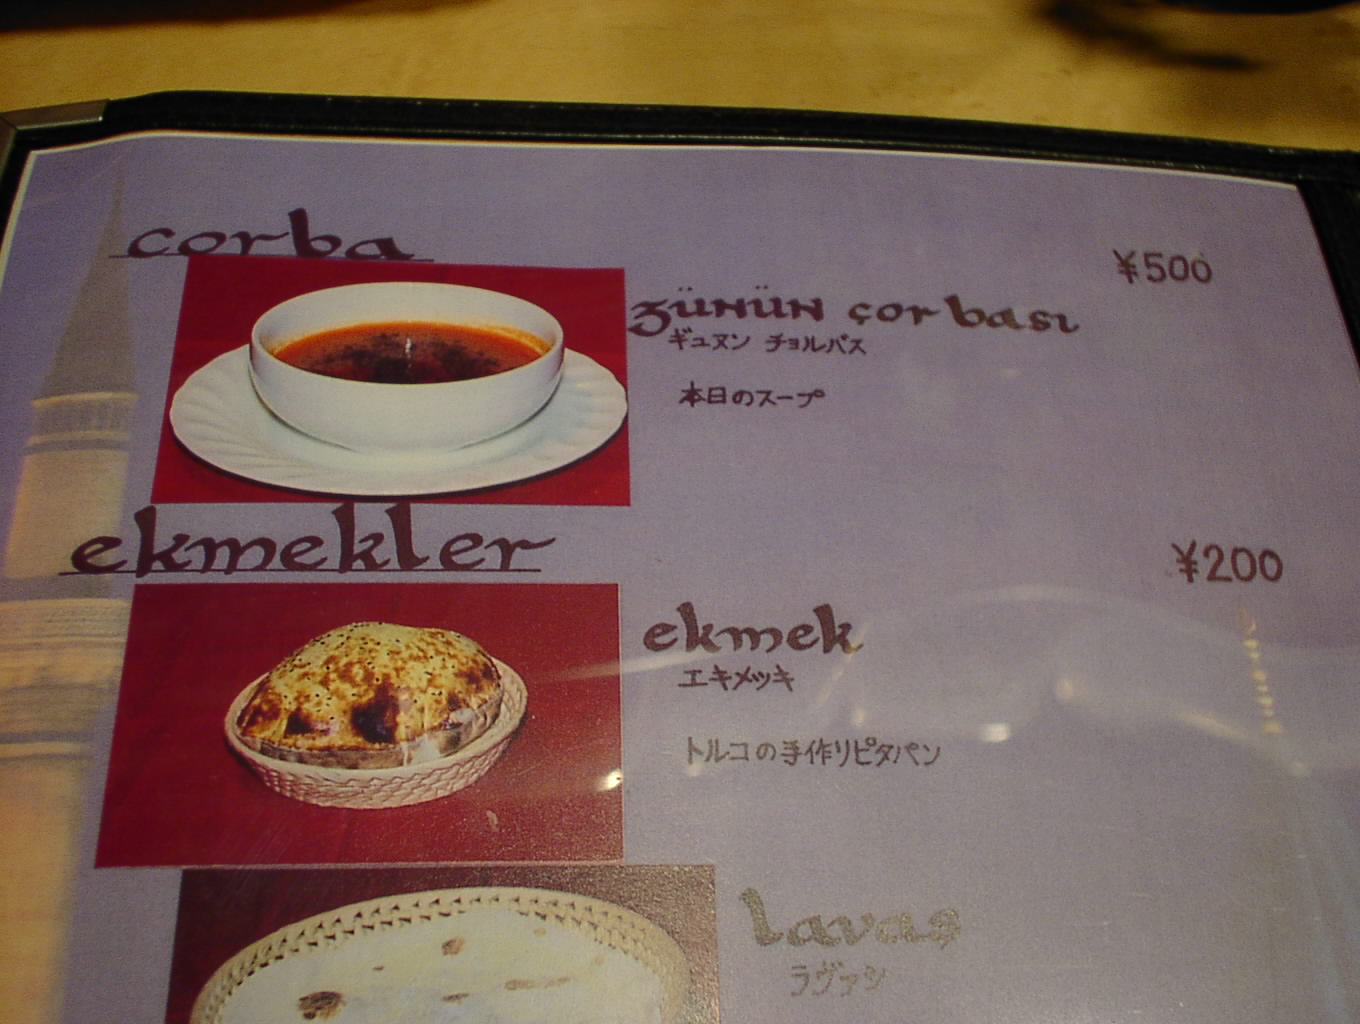 corba
¥500
günün çorbası
ギュヌン チョルバス
本日のスープ
ekmekler
¥200
ekmek
エキメッキ
トルコの手作りピタパン
lavaş
ラヴァシ